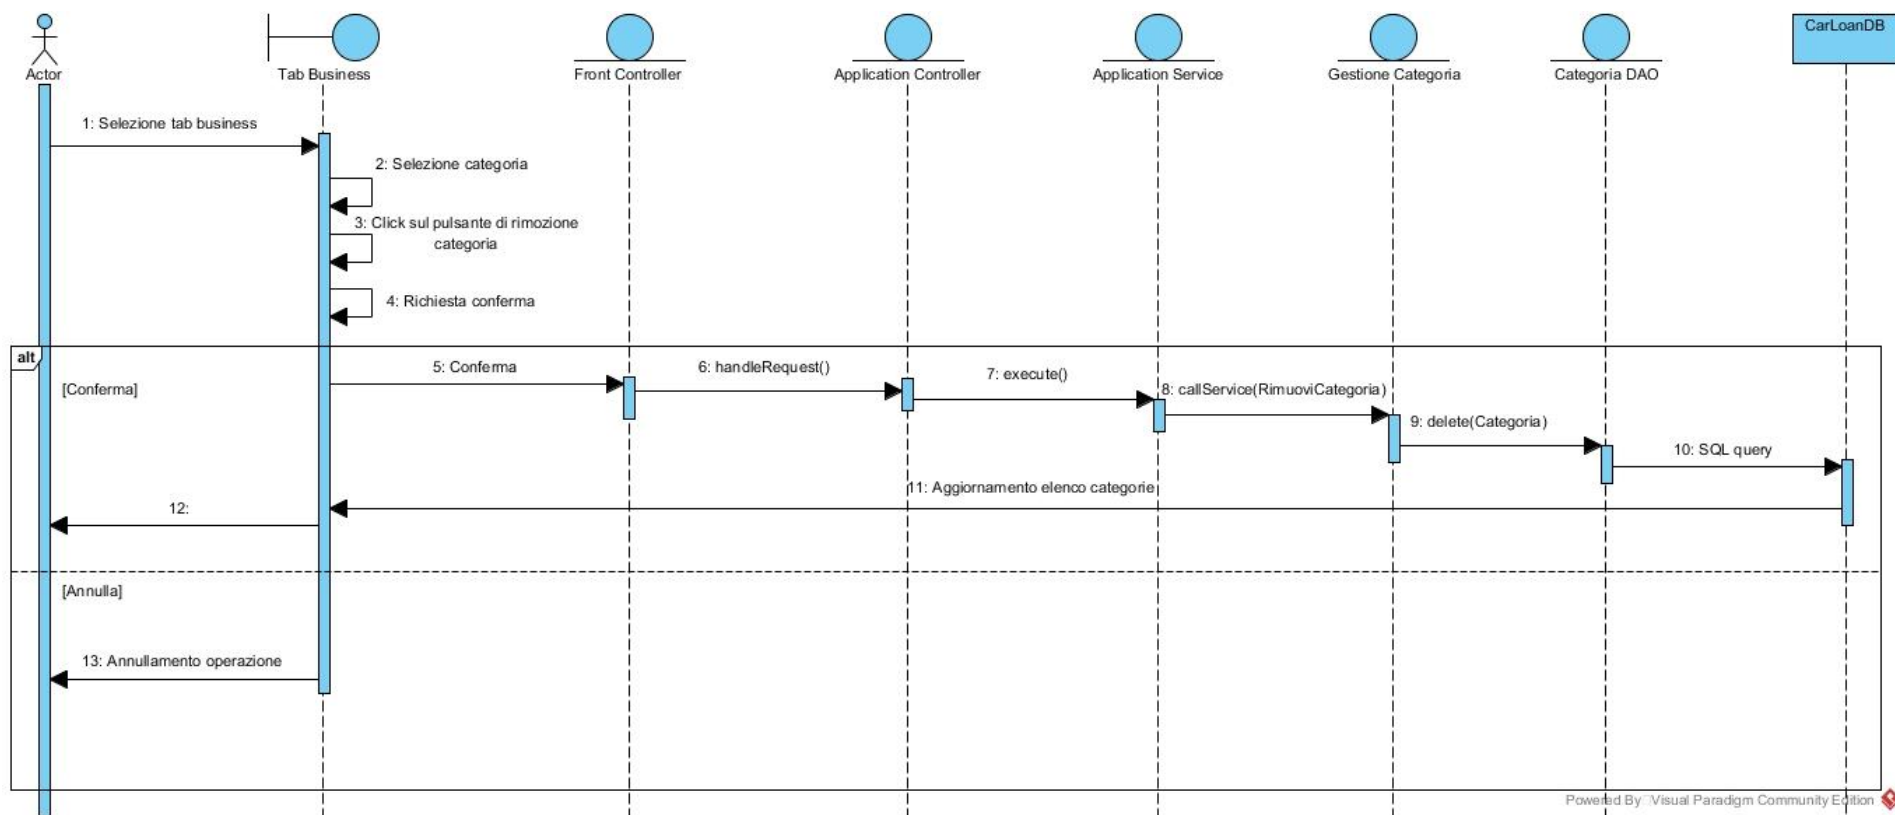 CarLoanDB
Actor
Tab Business
Front Controller
Application Controller
Application Service
Gestione Categoria
Categoria DAO
1: Selezione tab business
2: Selezione categoria
3: Click sul pulsante di rimozione
categoria
4: Richiesta conferma
alt
[Conferma]
5: Conferma
6: handleRequest()
7: execute()
8: callService(RimuoviCategoria)
9: delete(Categoria)
10: SQL query
11: Aggiornamento elenco categorie
12:
[Annulla]
13: Annullamento operazione
Powered By Visual Paradigm Community Edition